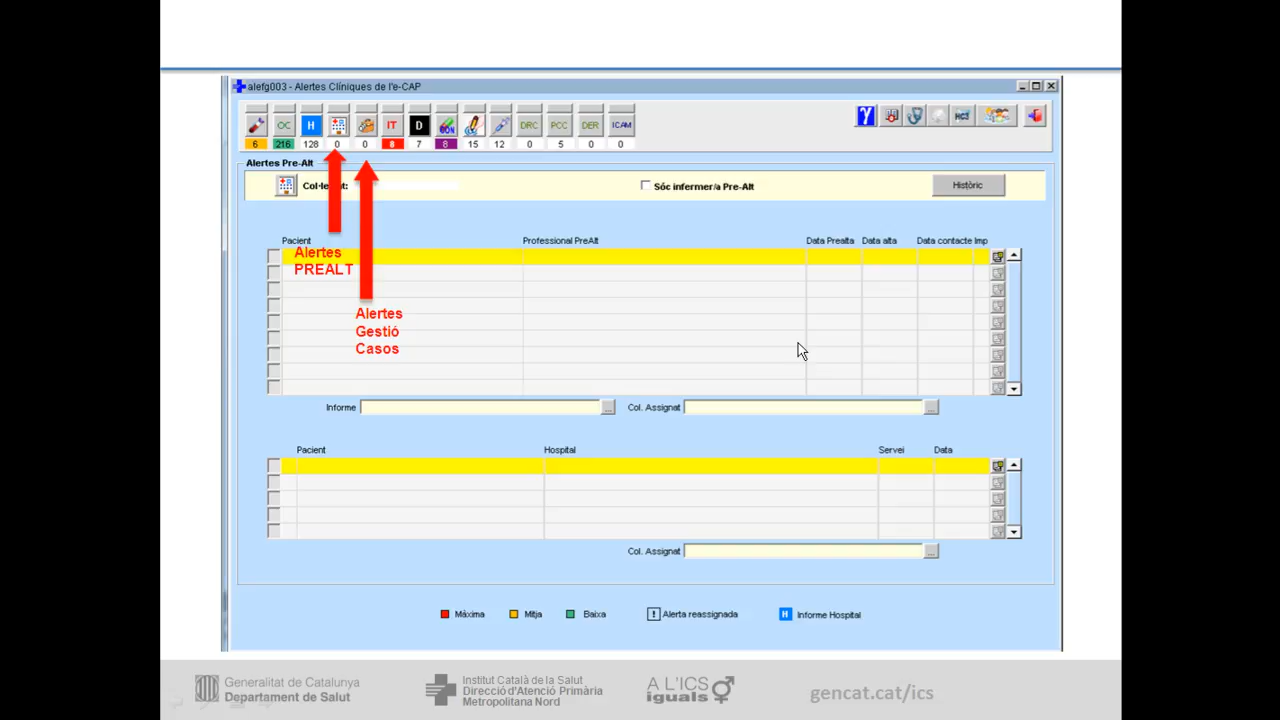 alefg003 - Alertes Clíniques de l'e-CAP
OC H IT D CON DRC PCC DER ICAM
6 216 128 0 0 8 7 8 15 12 0 5 0 0
Alertes Pre-Alt
Sóc infermer/a Pre-Alt
Històric
Pacient Professional PreAlt Data Prealta Data alta Data contacte Imp
Alertes
PREALT
Alertes
Gestió
Casos
Informe ... Col. Assignat ...
Pacient Hospital Servei Data
Col. Assignat ...
Màxima Mitja Baixa ! Alerta reassignada H Informe Hospital
Generalitat de Catalunya
Departament de Salut
Institut Català de la Salut
Direcció d'Atenció Primària
Metropolitana Nord
A L'ICS
iguals
gencat.cat/ics